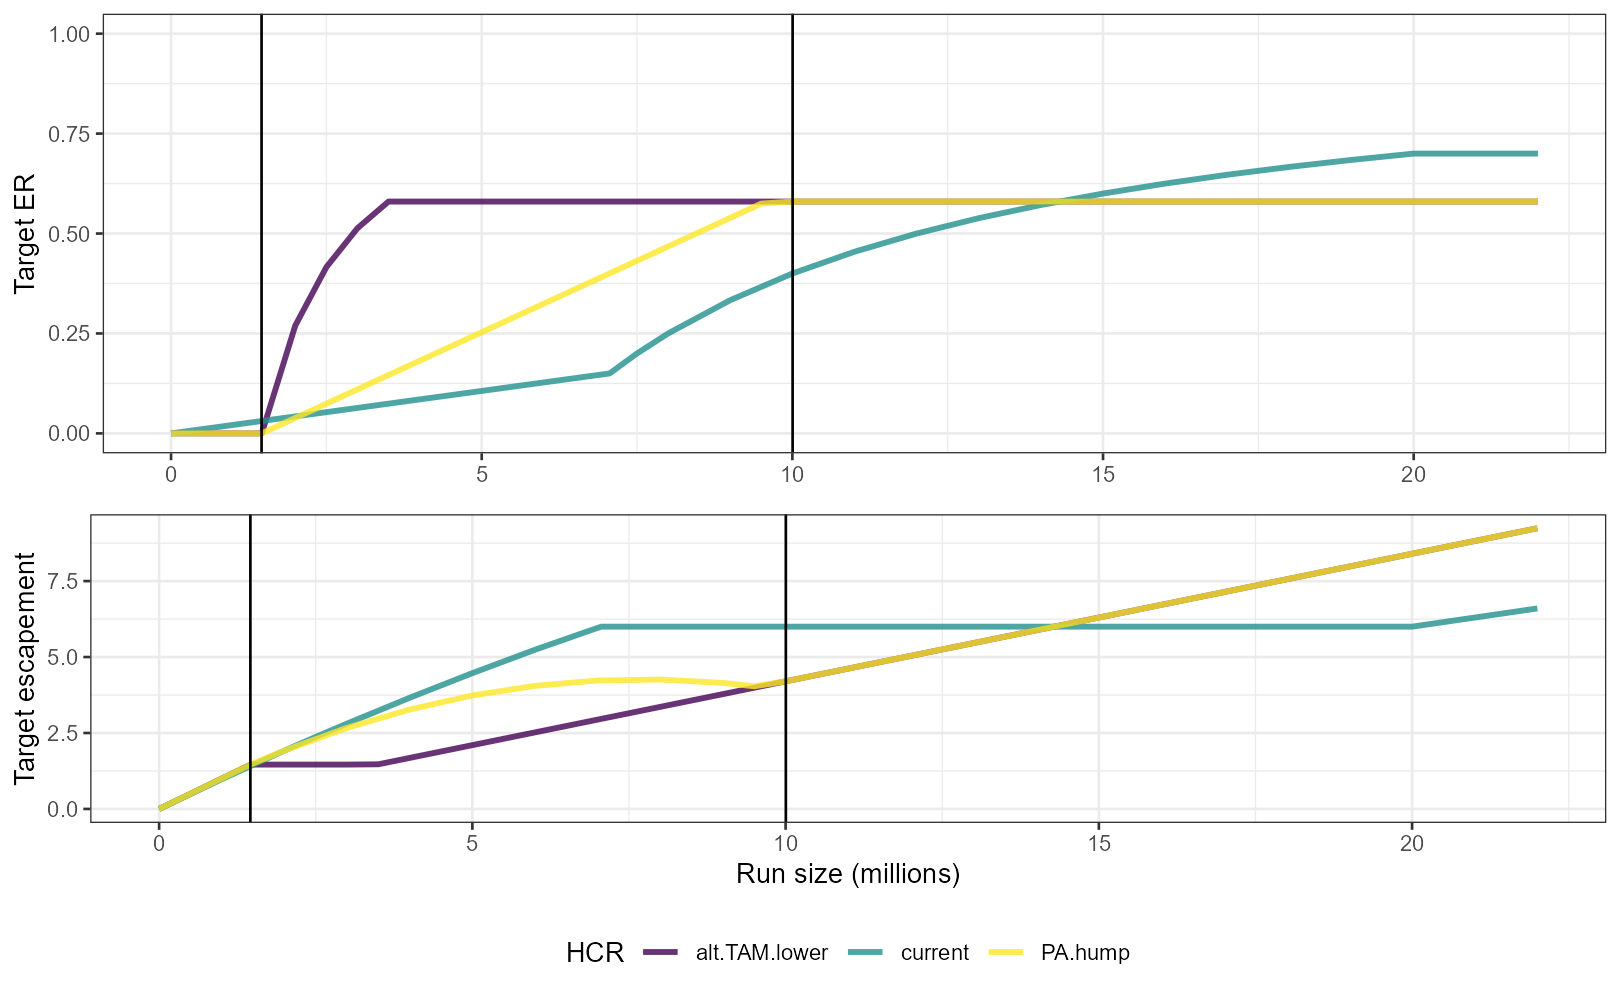 1.00
0.75
0.50
0.25
0.00
Target ER
0 5 10 15 20
7.5
5.0
2.5
0.0
Target escapement
0 5 10 15 20
Run size (millions)
HCR alt.TAM.lower current PA.hump